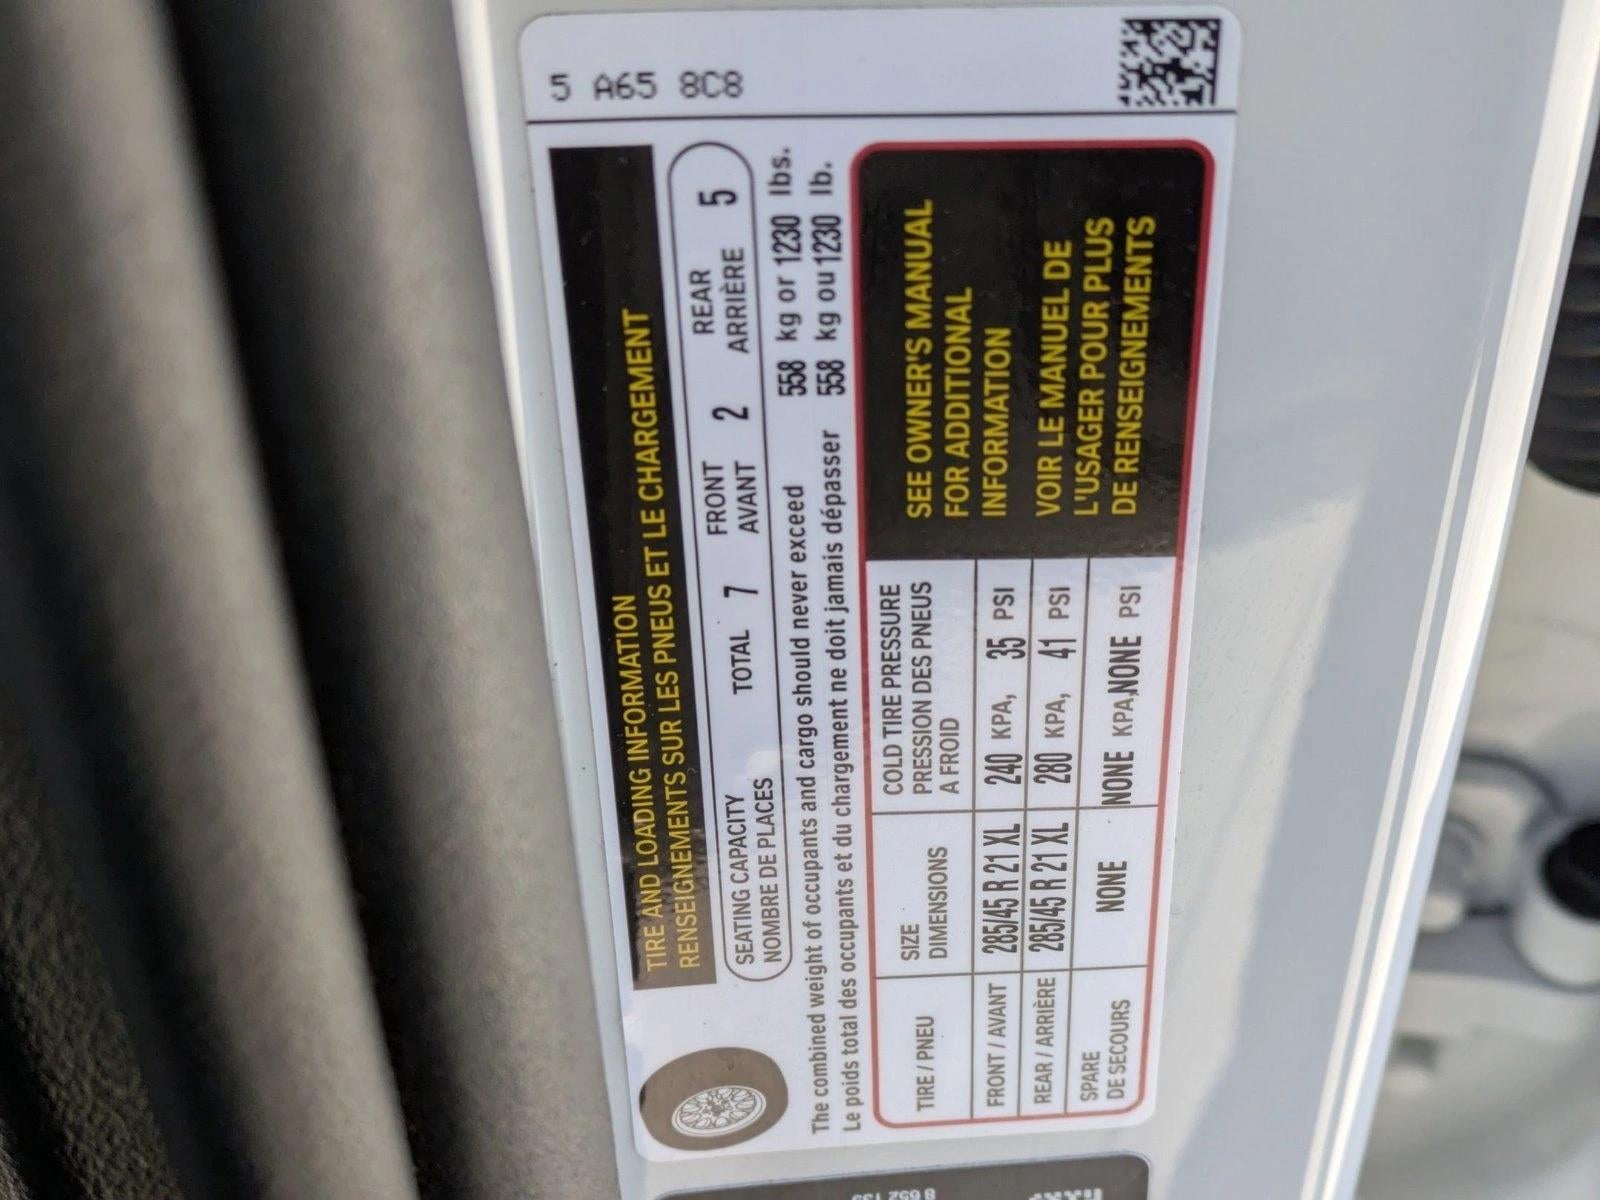 5 A65 8C8
TIRE AND LOADING INFORMATION
RENSEIGNEMENTS SUR LES PNEUS ET LE CHARGEMENT
SEATING CAPACITY
NOMBRE DE PLACES
TOTAL 7
FRONT
AVANT 2
REAR
ARRIÈRE 5
The combined weight of occupants and cargo should never exceed 558 kg or 1230 lbs.
Le poids total des occupants et du chargement ne doit jamais dépasser 558 kg ou 1230 lb.
TIRE / PNEU
SIZE
DIMENSIONS
COLD TIRE PRESSURE
PRESSION DES PNEUS
A FROID
FRONT / AVANT 285/45 R 21 XL 240 KPA, 35 PSI
REAR / ARRIÈRE 285/45 R 21 XL 280 KPA, 41 PSI
SPARE
DE SECOURS NONE NONE KPA,NONE PSI
SEE OWNER'S MANUAL
FOR ADDITIONAL
INFORMATION
VOIR LE MANUEL DE
L'USAGER POUR PLUS
DE RENSEIGNEMENTS